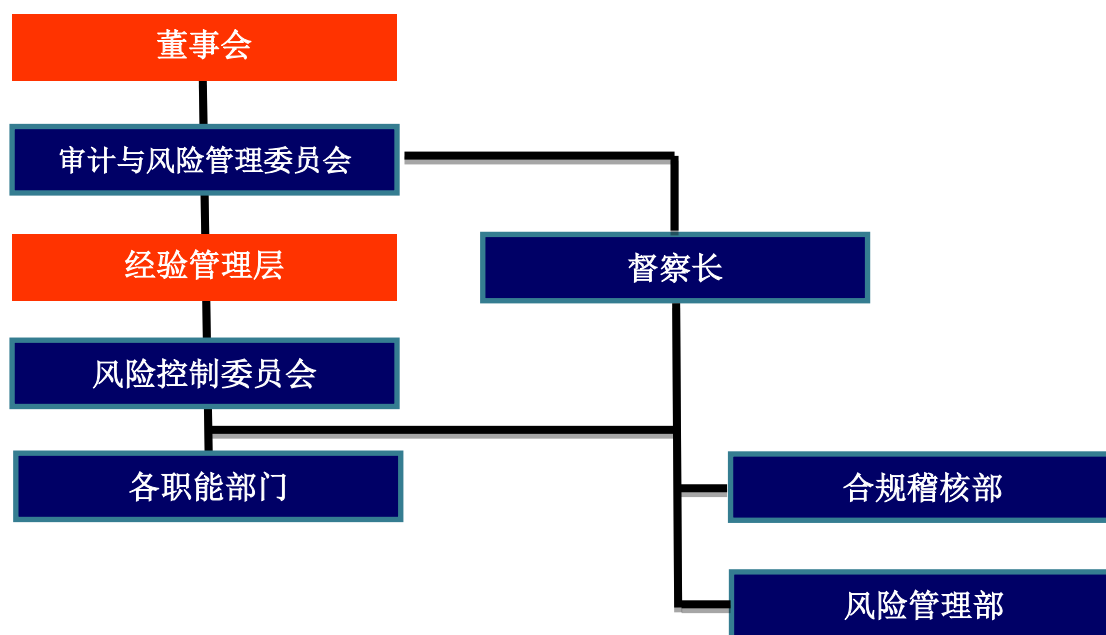 董事会
审计与风险管理委员会
经验管理层
督察长
风险控制委员会
各职能部门
合规稽核部
风险管理部